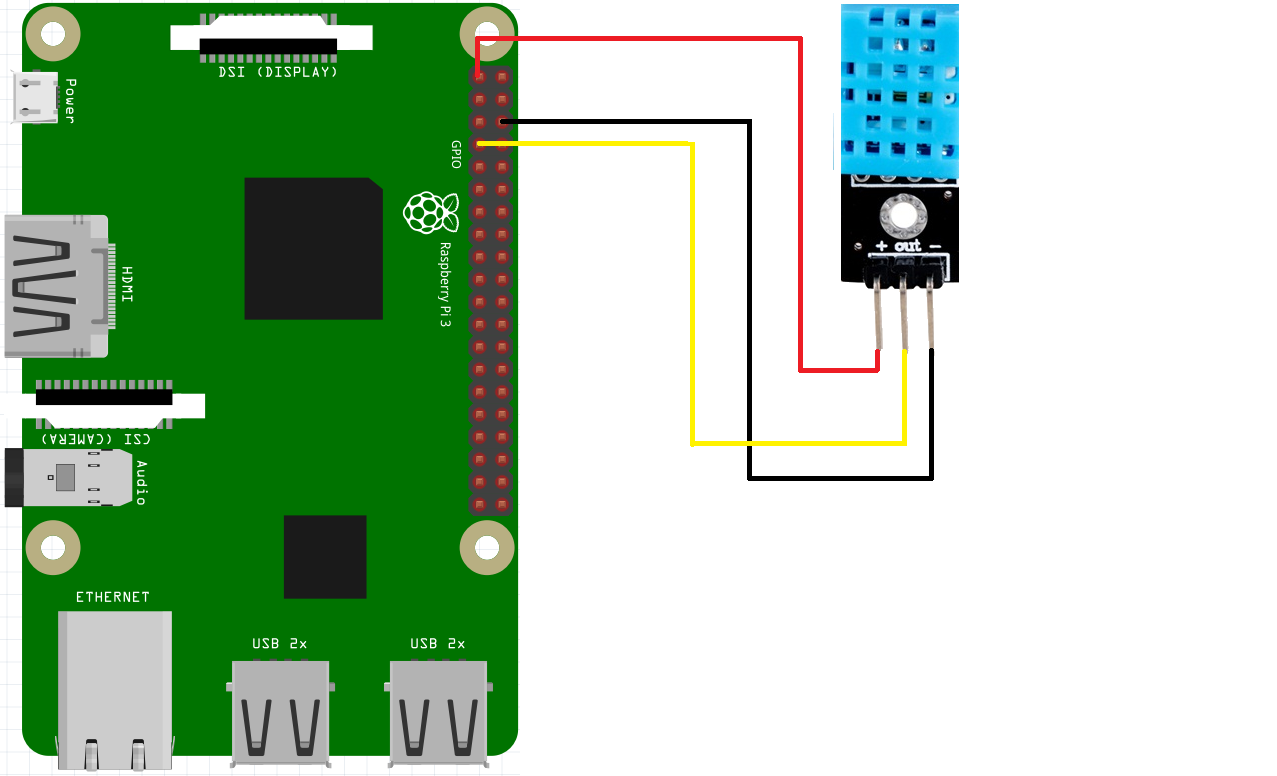 DSI (DISPLAY)
Power
GPIO
Raspberry Pi 3
HDMI
+ out -
CSI (CAMERA)
Audio
ETHERNET
USB 2x
USB 2x